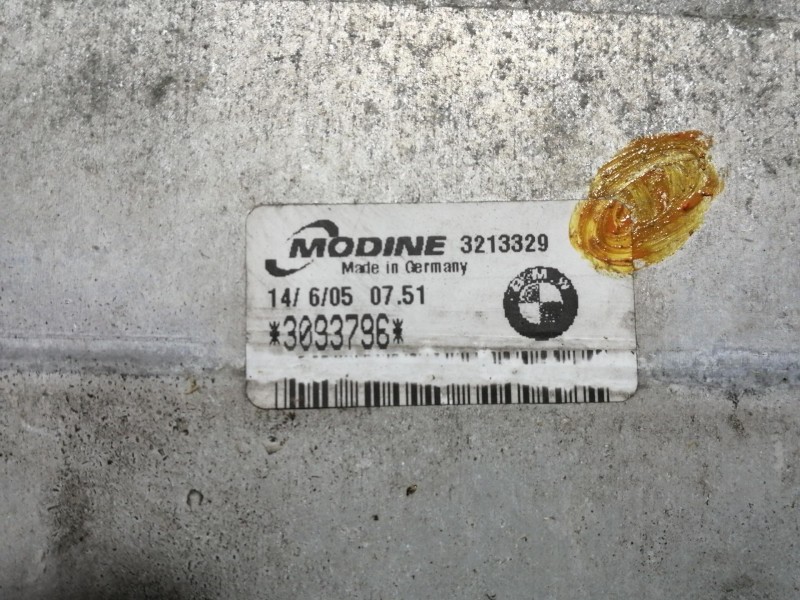 MODINE 3213329
Made in Germany
14/ 6/05 07.51
BMW
*3093796*